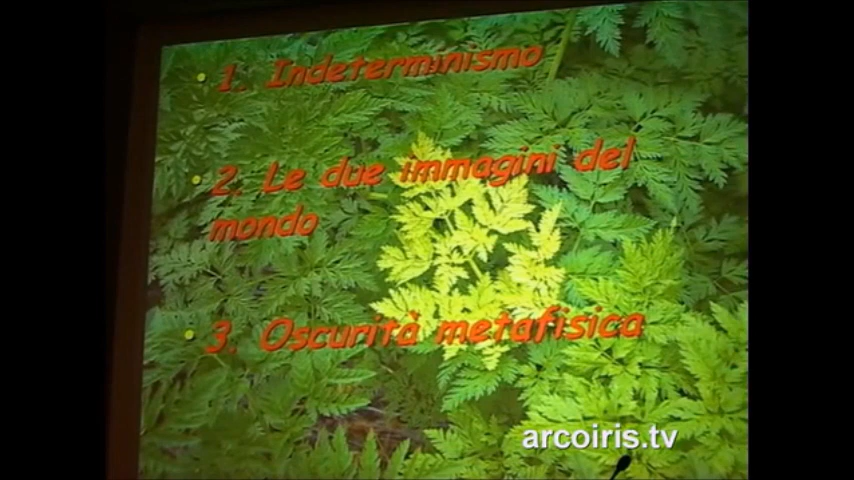 1. Indeterminismo
2. Le due immagini del
mondo
3. Oscurità metafisica
arcoiris.tv